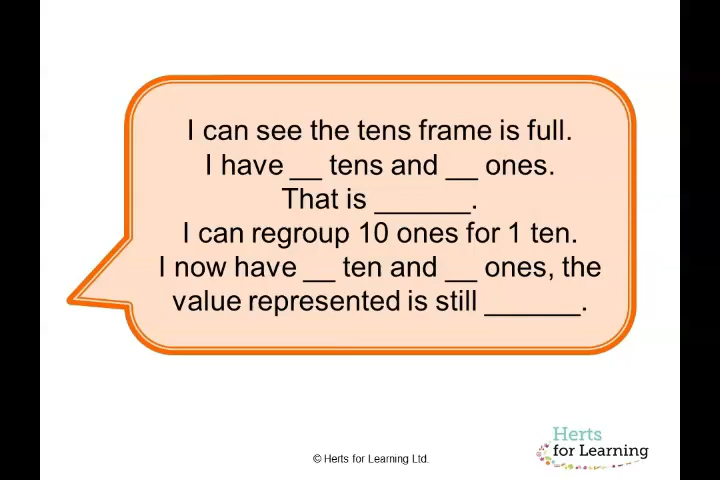 I can see the tens frame is full.
I have __ tens and __ ones.
That is ______.
I can regroup 10 ones for 1 ten.
I now have __ ten and __ ones, the
value represented is still ______.
© Herts for Learning Ltd.
Herts
for Learning